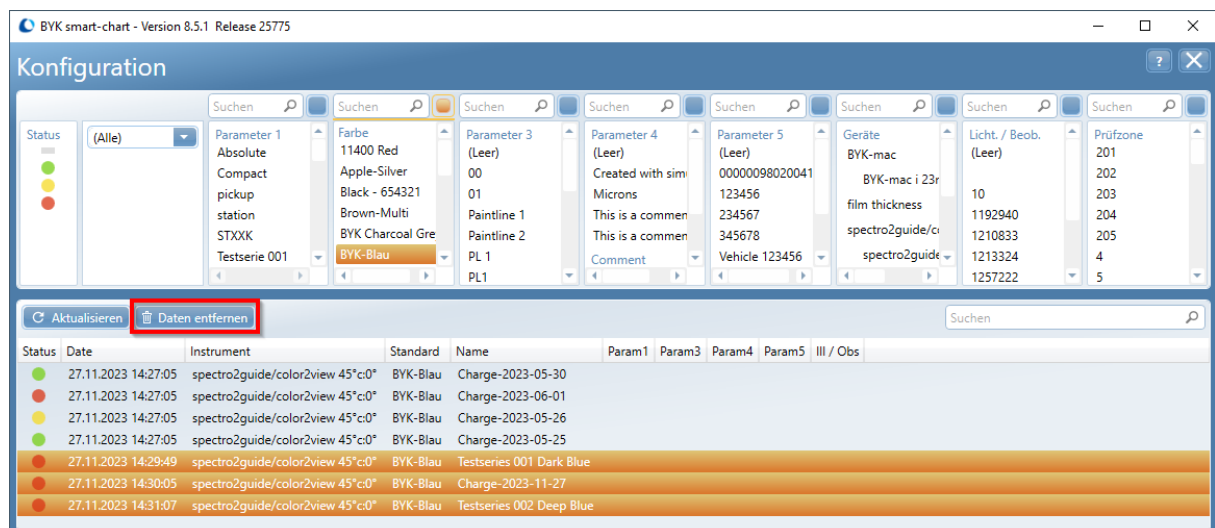 BYK smart-chart - Version 8.5.1 Release 25775
Konfiguration
?
Suchen Suchen Suchen Suchen Suchen Suchen Suchen Suchen
Status (Alle) Parameter 1 Farbe Parameter 3 Parameter 4 Parameter 5 Geräte Licht. / Beob. Prüfzone
Absolute 11400 Red (Leer) (Leer) (Leer) BYK-mac (Leer) 201
Compact Apple-Silver 00 Created with sim 00000098020041 BYK-mac i 23m 202
pickup Black - 654321 01 Microns 123456 film thickness 10 203
station Brown-Multi Paintline 1 This is a commen 234567 1192940 204
STXXK BYK Charcoal Gre Paintline 2 This is a commen 345678 spectro2guide/c 1210833 205
Testserie 001 BYK-Blau PL 1 Comment Vehicle 123456 spectro2guide 1213324 4
PL1 1257222 5
Aktualisieren Daten entfernen Suchen
Status Date Instrument Standard Name Param1 Param3 Param4 Param5 Ill / Obs
27.11.2023 14:27:05 spectro2guide/color2view 45°c:0° BYK-Blau Charge-2023-05-30
27.11.2023 14:27:05 spectro2guide/color2view 45°c:0° BYK-Blau Charge-2023-06-01
27.11.2023 14:27:05 spectro2guide/color2view 45°c:0° BYK-Blau Charge-2023-05-26
27.11.2023 14:27:05 spectro2guide/color2view 45°c:0° BYK-Blau Charge-2023-05-25
27.11.2023 14:29:49 spectro2guide/color2view 45°c:0° BYK-Blau Testseries 001 Dark Blue
27.11.2023 14:30:05 spectro2guide/color2view 45°c:0° BYK-Blau Charge-2023-11-27
27.11.2023 14:31:07 spectro2guide/color2view 45°c:0° BYK-Blau Testseries 002 Deep Blue